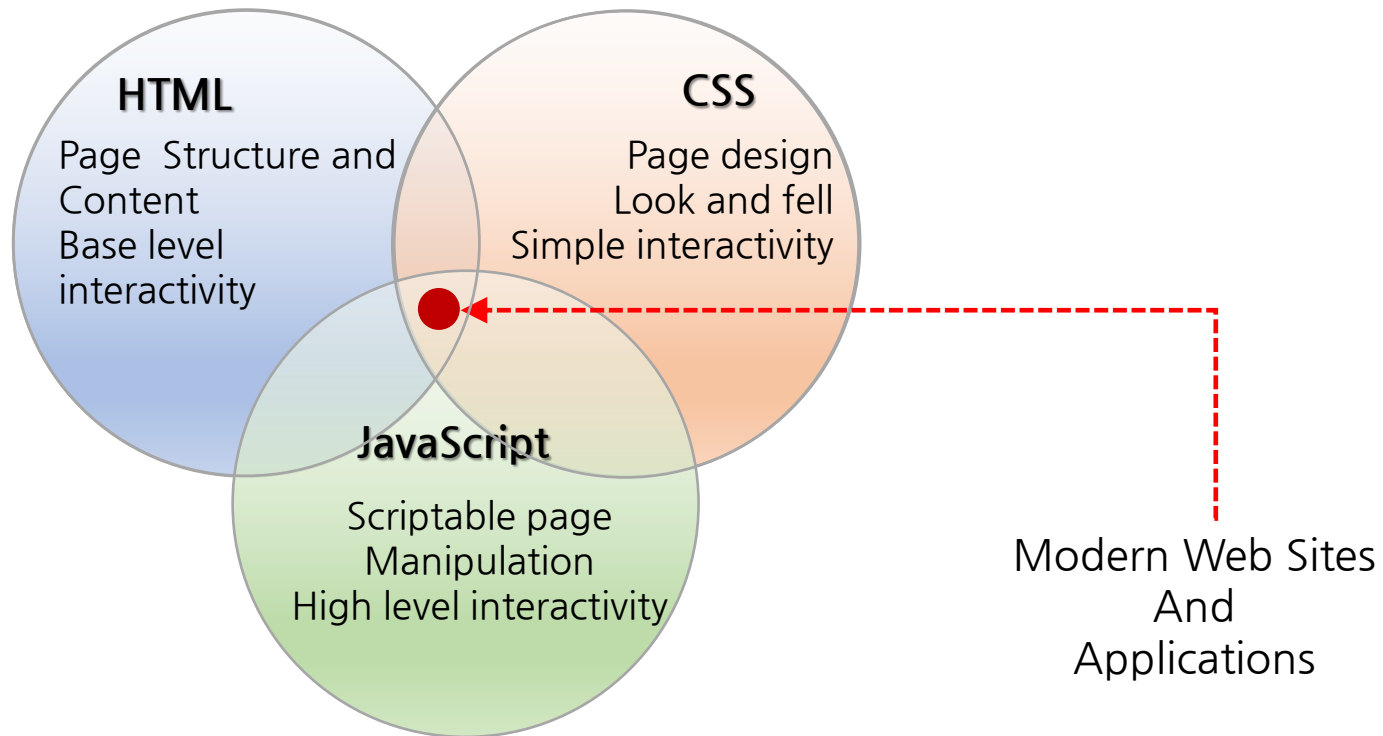 HTML
Page Structure and
Content
Base level
interactivity
CSS
Page design
Look and fell
Simple interactivity
JavaScript
Scriptable page
Manipulation
High level interactivity
Modern Web Sites
And
Applications